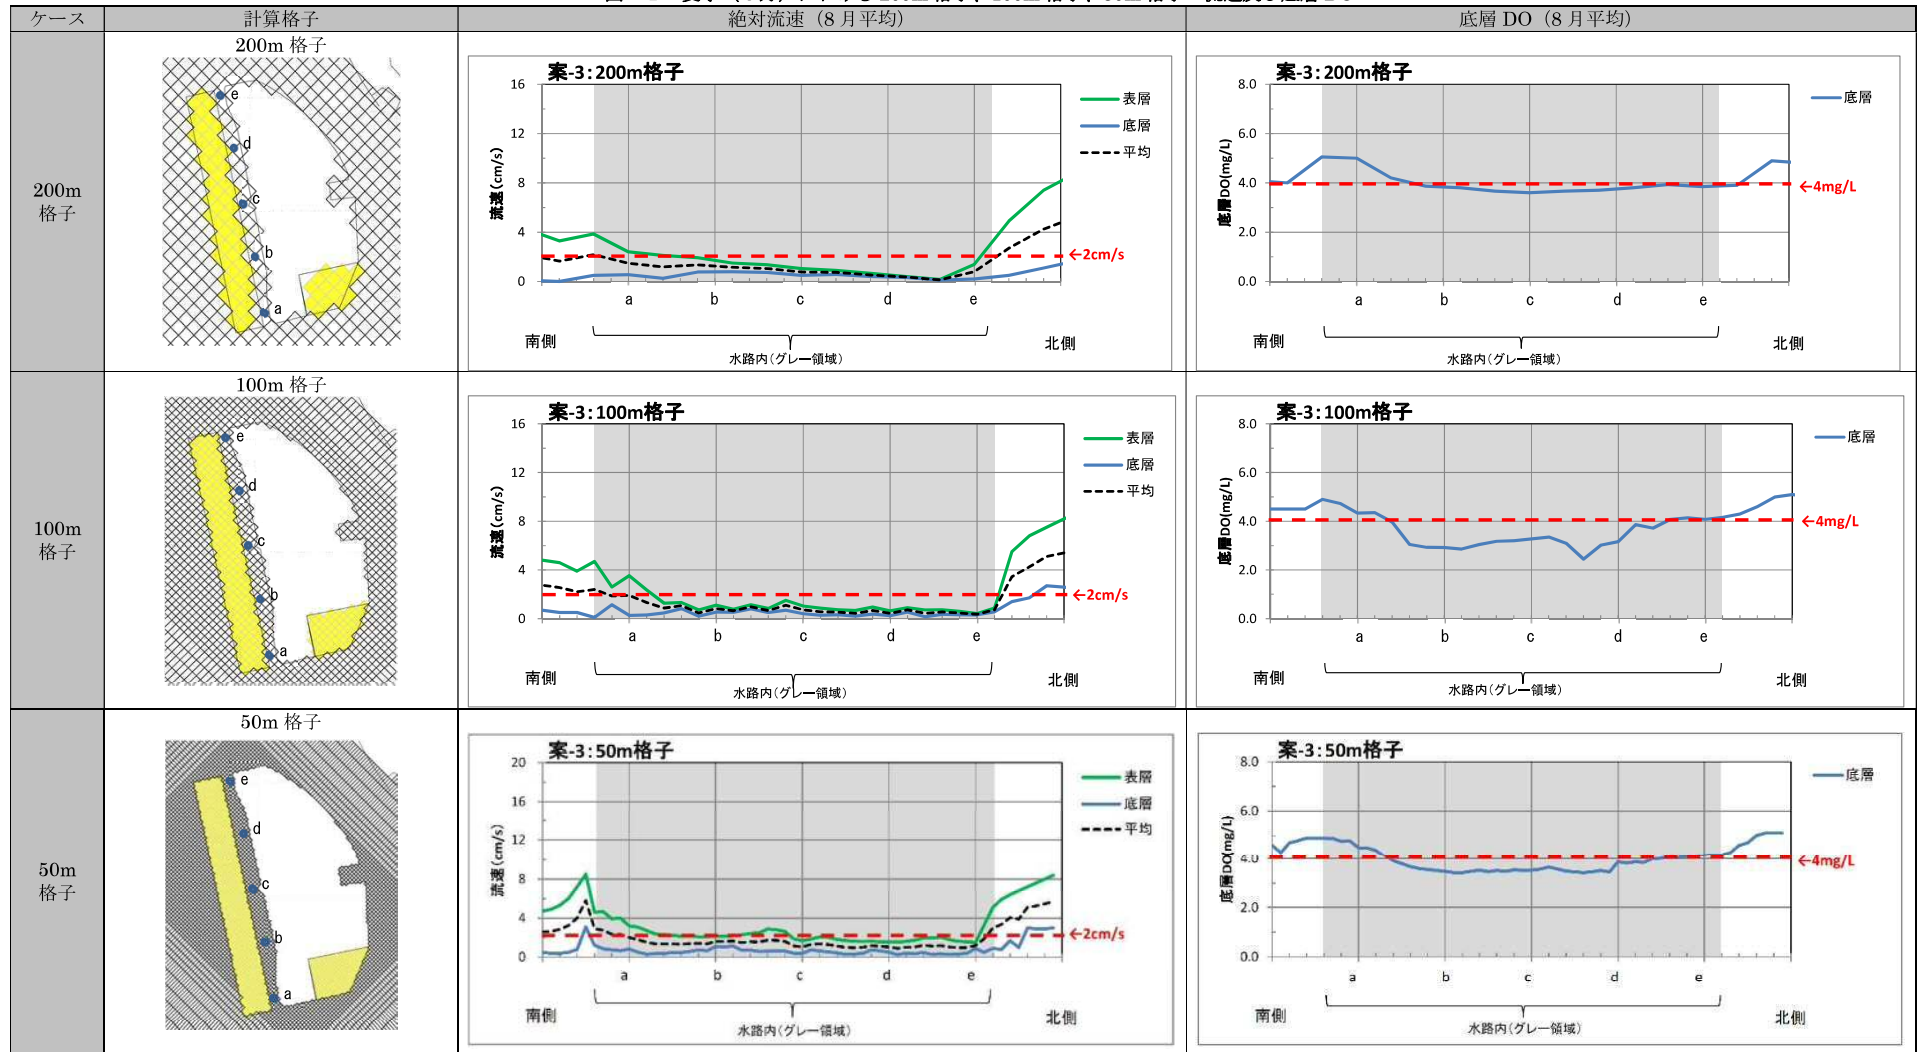 ケース
計算格子
絶対流速（8 月平均）
底層 DO（8 月平均）
200m
格子
200m 格子
e
d
c
b
a
案-3：200m格子
流速(cm/s)
16
12
8
4
0
表層
底層
平均
←2cm/s
a b c d e
南側
北側
水路内（グレー領域）
案-3：200m格子
底層DO(mg/L)
8.0
6.0
4.0
2.0
0.0
底層
←4mg/L
a b c d e
南側
北側
水路内（グレー領域）
100m
格子
100m 格子
e
d
c
b
a
案-3：100m格子
流速(cm/s)
16
12
8
4
0
表層
底層
平均
←2cm/s
a b c d e
南側
北側
水路内（グレー領域）
案-3：100m格子
底層DO(mg/L)
8.0
6.0
4.0
2.0
0.0
底層
←4mg/L
a b c d e
南側
北側
水路内（グレー領域）
50m
格子
50m 格子
e
d
c
b
a
案-3：50m格子
流速(cm/s)
20
16
12
8
4
0
表層
底層
平均
←2cm/s
a b c d e
南側
北側
水路内（グレー領域）
案-3：50m格子
底層DO(mg/L)
8.0
6.0
4.0
2.0
0.0
底層
←4mg/L
a b c d e
南側
北側
水路内（グレー領域）